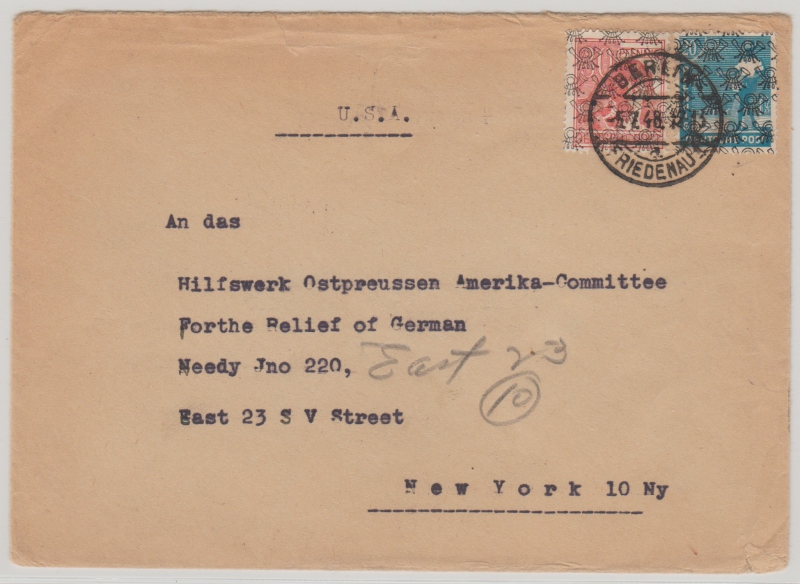 U.S.A.
BERLIN
FRIEDENAU
20
An das
Hilfswerk Ostpreussen Amerika-Committee
Forthe Relief of German
Needy Jno 220, East 23
10
East 23 S V Street
New York 10 Ny